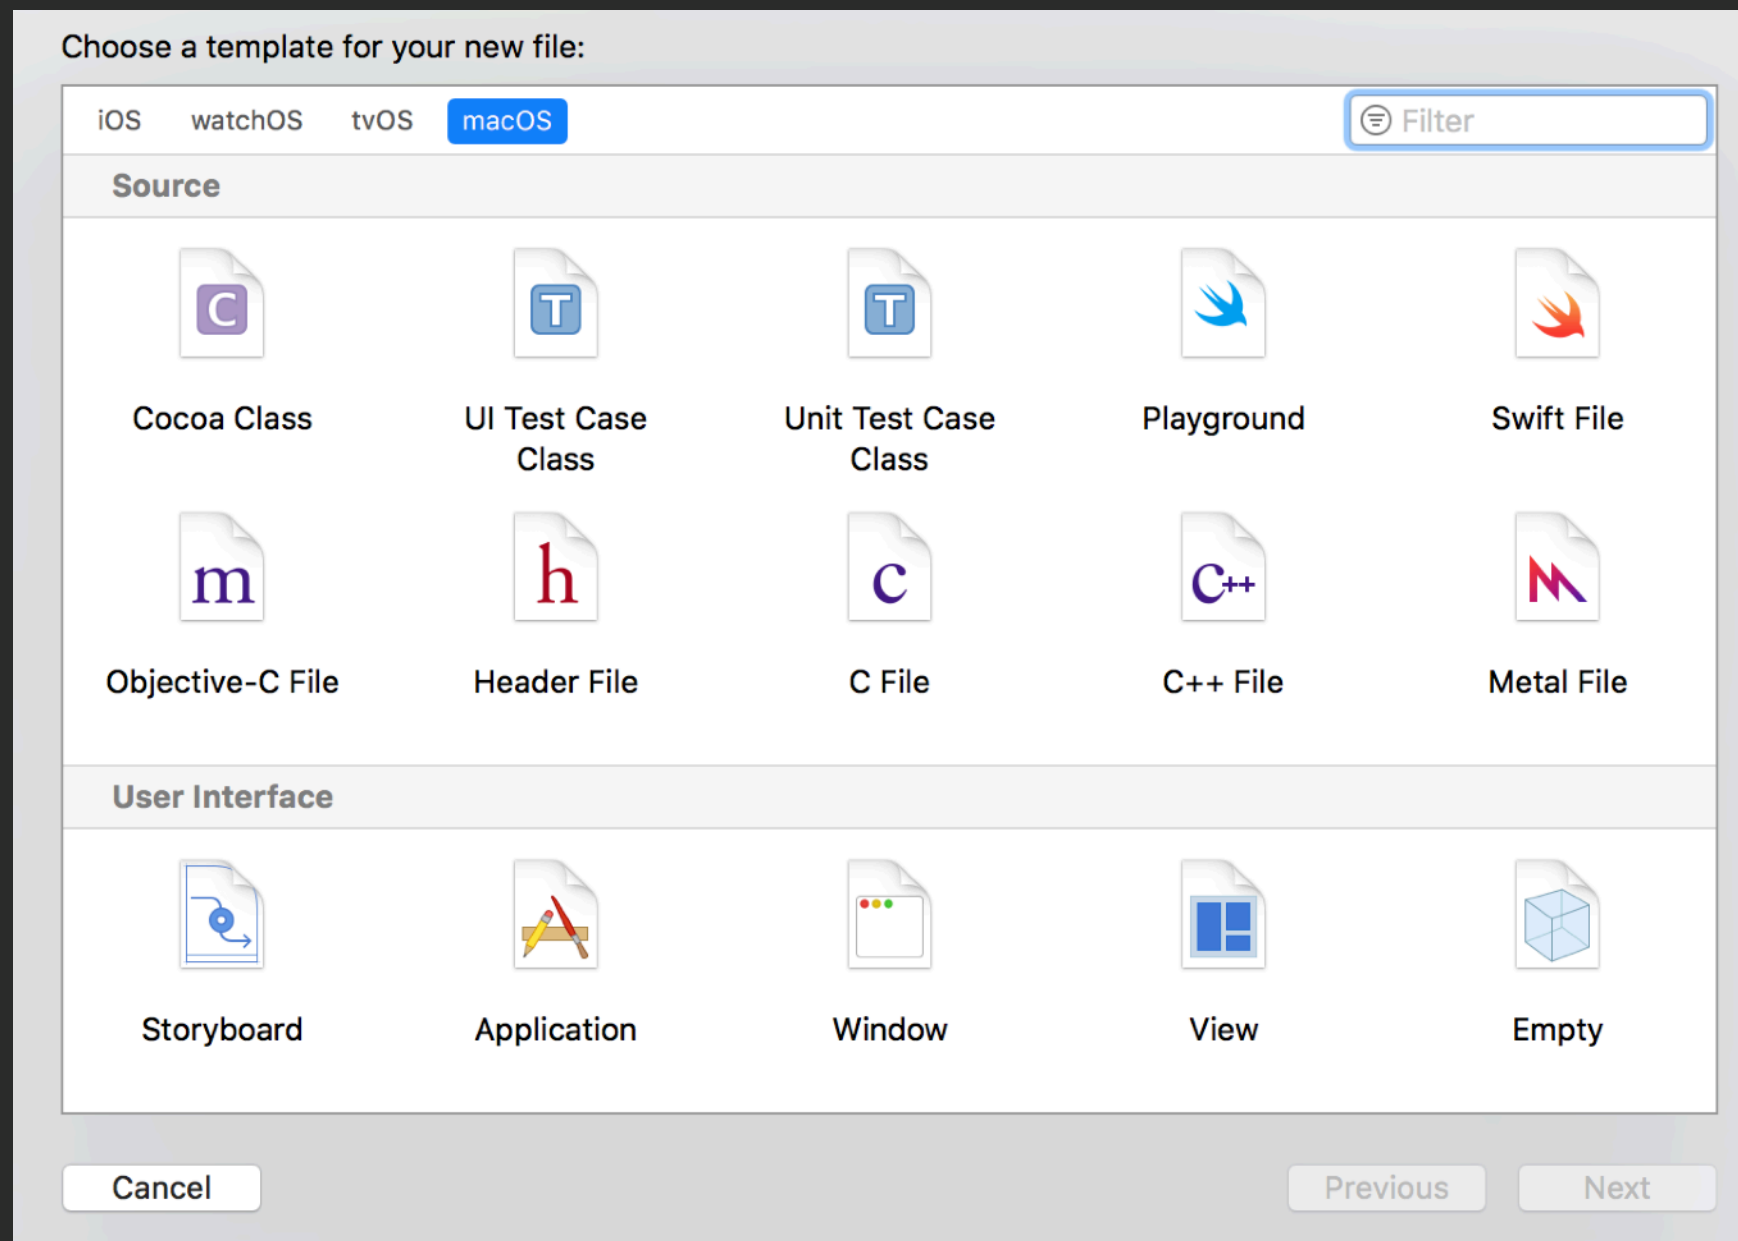 Choose a template for your new file:
iOS watchOS tvOS macOS Filter
Source
C T T
Cocoa Class UI Test Case Class Unit Test Case Class Playground Swift File
m h c C++
Objective-C File Header File C File C++ File Metal File
User Interface
Storyboard Application Window View Empty
Cancel Previous Next